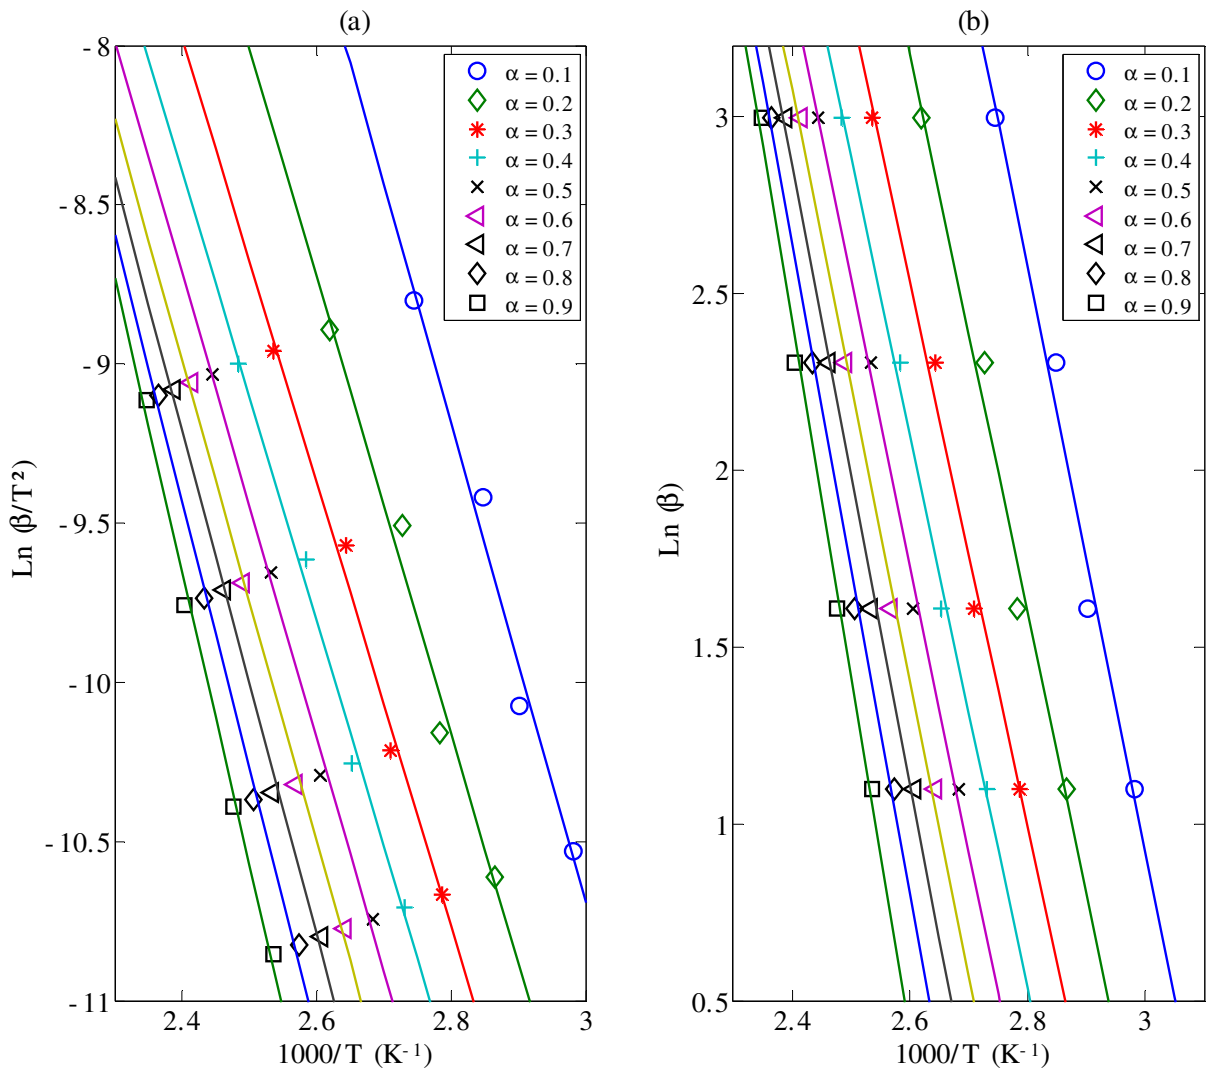 (a)
-8
-8.5
-9
-9.5
-10
-10.5
-11
2.4 2.6 2.8 3
Ln (β/T²)
1000/T (K⁻¹)
α = 0.1
α = 0.2
α = 0.3
α = 0.4
α = 0.5
α = 0.6
α = 0.7
α = 0.8
α = 0.9
(b)
3
2.5
2
1.5
1
0.5
2.4 2.6 2.8 3
Ln (β)
1000/T (K⁻¹)
α = 0.1
α = 0.2
α = 0.3
α = 0.4
α = 0.5
α = 0.6
α = 0.7
α = 0.8
α = 0.9